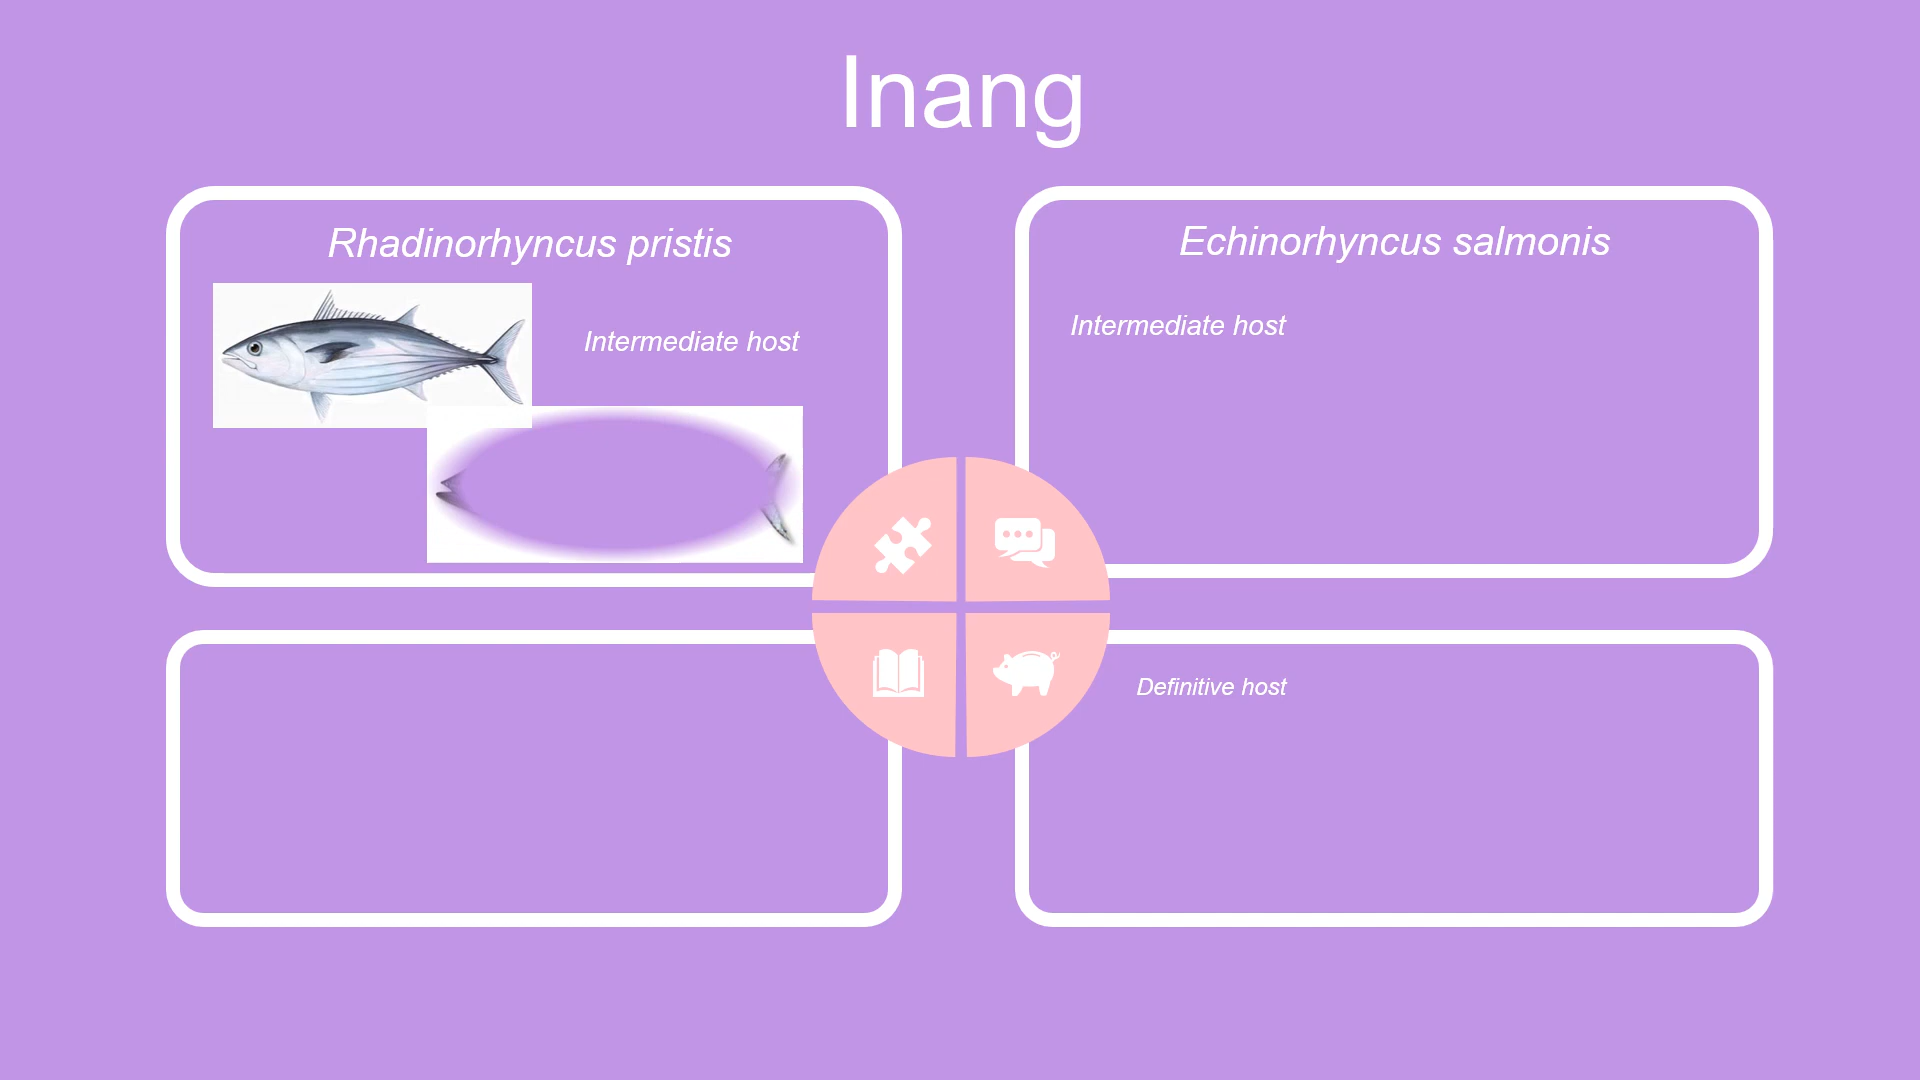 Inang
Rhadinorhyncus pristis
Intermediate host
Echinorhyncus salmonis
Intermediate host
Definitive host